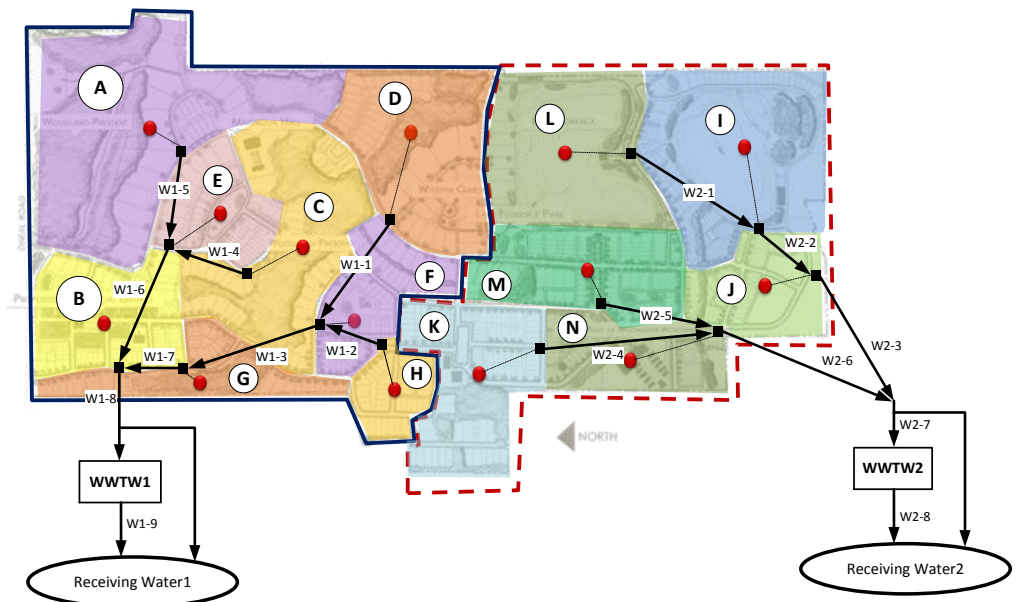 A
D
L
I
E
C
W1-5
W2-1
W1-4
W1-1
W2-2
F
W1-6
M
J
B
K
N
W2-5
W1-2
W2-4
W1-3
W1-7
G
H
W2-6
W2-3
W1-8
NORTH
W2-7
WWTW1
WWTW2
W1-9
W2-8
Receiving Water1
Receiving Water2